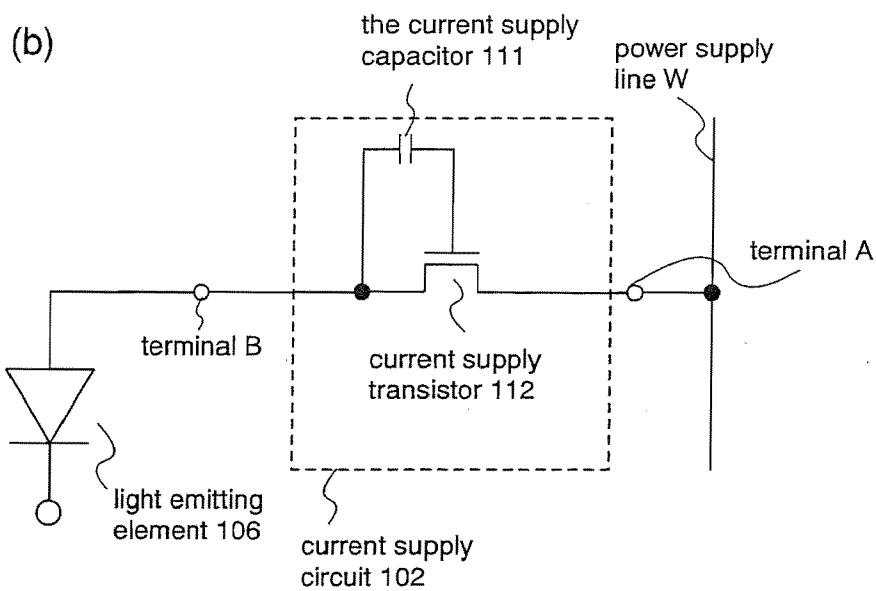 (b)
the current supply
capacitor 111
power supply
line W
terminal A
terminal B
current supply
transistor 112
light emitting
element 106
current supply
circuit 102